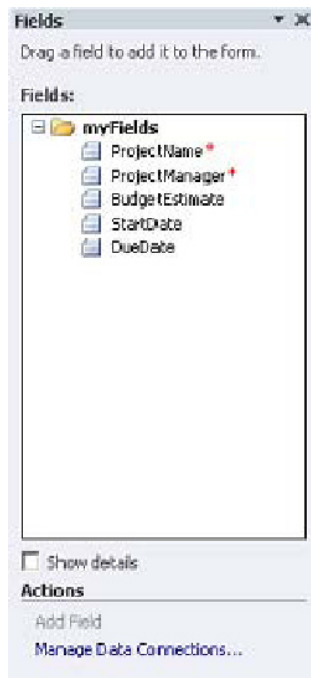 Fields
Drag a field to add it to the form.
Fields:
myFields
ProjectName *
ProjectManager *
BudgetEstimate
StartDate
DueDate
Show details
Actions
Add Field
Manage Data Connections...